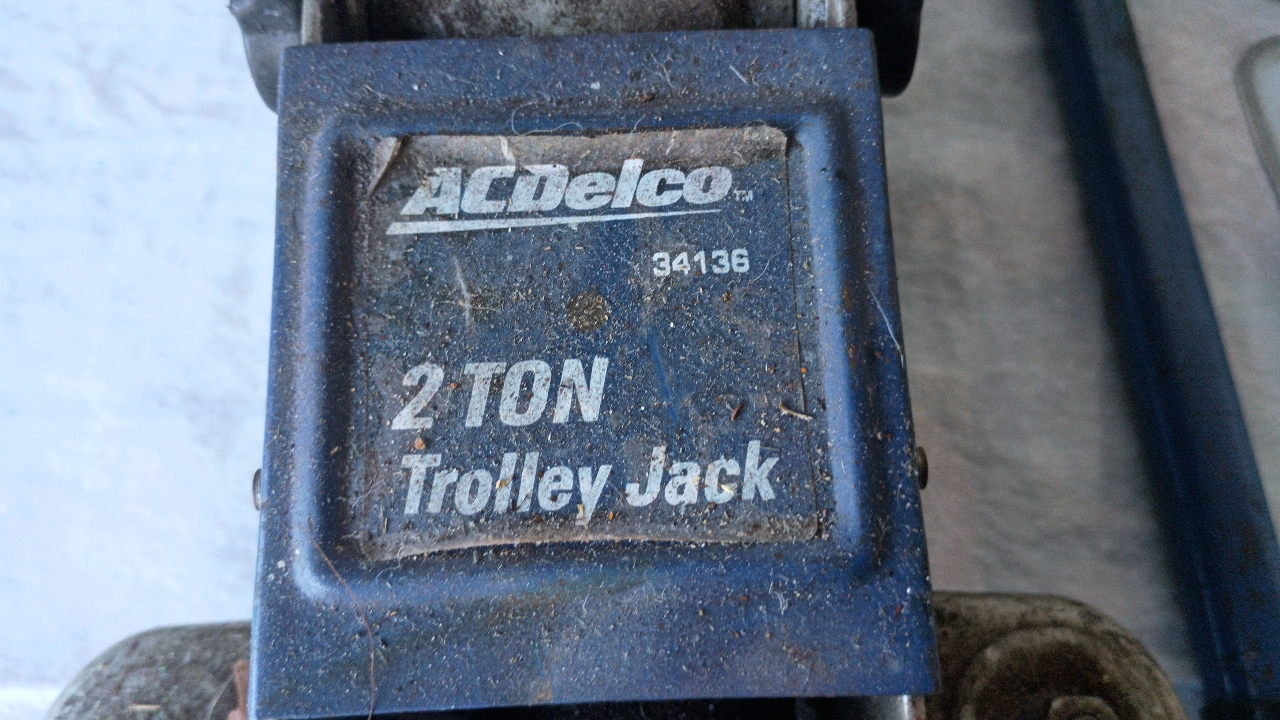 ACDelco™
34136
2 TON
Trolley Jack